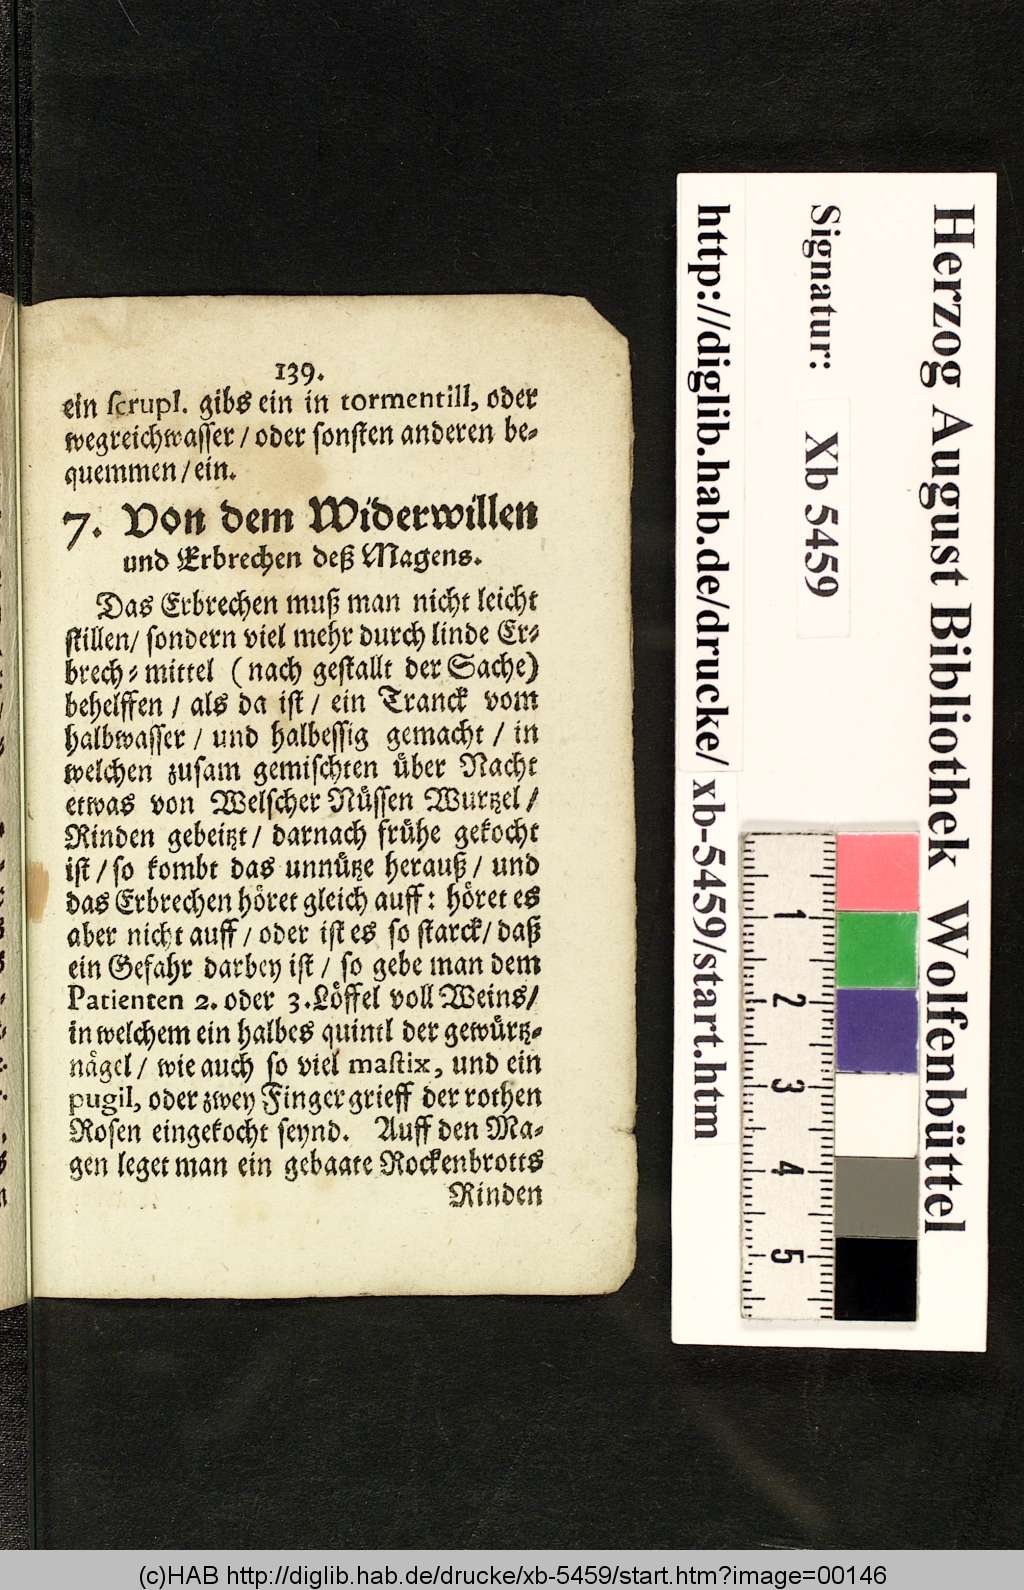 139.
ein scrupl. gibs ein in tormentill, oder
wegreichwasser / oder sonsten anderen be-
quemmen / ein.
7. Von dem Widerwillen
und Erbrechen deß Magens.
Das Erbrechen muß man nicht leicht
stillen / sondern viel mehr durch linde Er-
brech-mittel (nach gestallt der Sache)
behelffen / als da ist / ein Tranck vom
halbwasser / und halbessig gemacht / in
welchen zusam gemischten über Nacht
etwas von Welscher Nüssen Wurtzel /
Rinden gebeitzt / darnach frühe gekocht
ist / so kombt das unnütze herauß / und
das Erbrechen höret gleich auff: höret es
aber nicht auff / oder ist es so starck / daß
ein Gefahr darbey ist / so gebe man dem
Patienten 2. oder 3. Löffel voll Weins /
in welchem ein halbes quintl der gewürtz-
nägel / wie auch so viel mastix, und ein
pugil, oder zwey Finger grieff der rothen
Rosen eingekocht seynd. Auff den Ma-
gen leget man ein gebaate Rockenbrotts
Rinden
Herzog August Bibliothek Wolfenbüttel
Signatur: Xb 5459
http://diglib.hab.de/drucke/ xb-5459/start.htm
1
2
3
4
5
(c)HAB http://diglib.hab.de/drucke/xb-5459/start.htm?image=00146